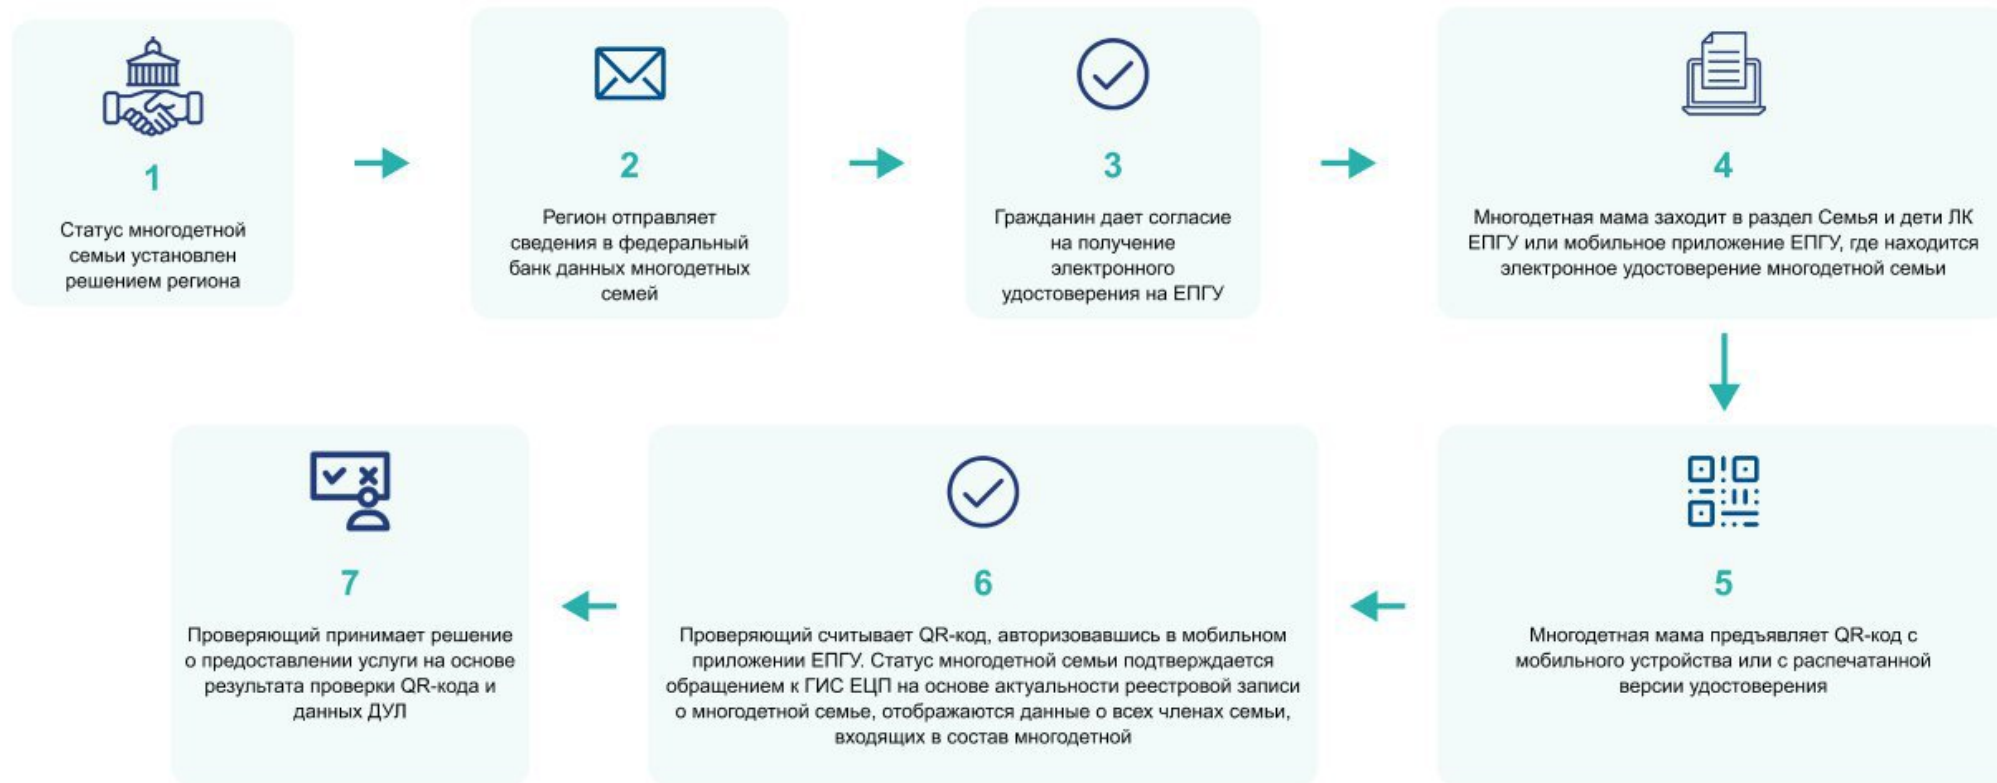 1
Статус многодетной
семьи установлен
решением региона
2
Регион отправляет
сведения в федеральный
банк данных многодетных
семей
3
Гражданин дает согласие
на получение
электронного
удостоверения на ЕПГУ
4
Многодетная мама заходит в раздел Семья и дети ЛК
ЕПГУ или мобильное приложение ЕПГУ, где находится
электронное удостоверение многодетной семьи
5
Многодетная мама предъявляет QR-код с
мобильного устройства или с распечатанной
версии удостоверения
6
Проверяющий считывает QR-код, авторизовавшись в мобильном
приложении ЕПГУ. Статус многодетной семьи подтверждается
обращением к ГИС ЕЦП на основе актуальности реестровой записи
о многодетной семье, отображаются данные о всех членах семьи,
входящих в состав многодетной
7
Проверяющий принимает решение
о предоставлении услуги на основе
результата проверки QR-кода и
данных ДУЛ